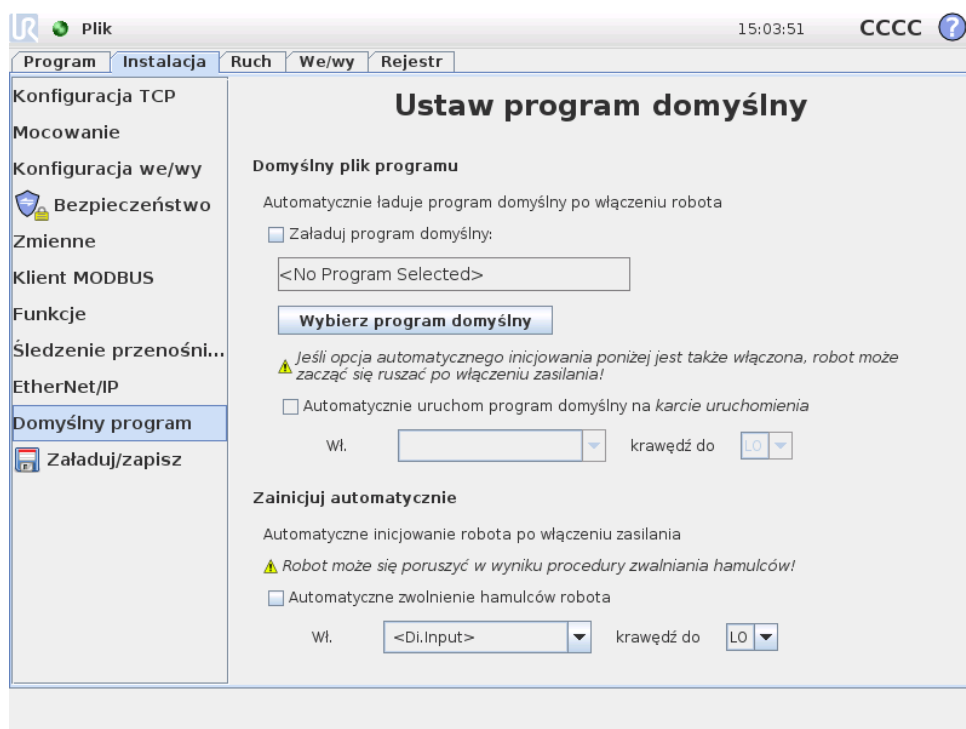 UR Plik 15:03:51 CCCC ?
Program Instalacja Ruch We/wy Rejestr
Konfiguracja TCP
Mocowanie
Konfiguracja we/wy
Bezpieczeństwo
Zmienne
Klient MODBUS
Funkcje
Śledzenie przenośni...
EtherNet/IP
Domyślny program
Załaduj/zapisz
Ustaw program domyślny
Domyślny plik programu
Automatycznie ładuje program domyślny po włączeniu robota
Załaduj program domyślny:
<No Program Selected>
Wybierz program domyślny
Jeśli opcja automatycznego inicjowania poniżej jest także włączona, robot może
zacząć się ruszać po włączeniu zasilania!
Automatycznie uruchom program domyślny na karcie uruchomienia
Wł. krawędź do LO
Zainicjuj automatycznie
Automatyczne inicjowanie robota po włączeniu zasilania
Robot może się poruszyć w wyniku procedury zwalniania hamulców!
Automatyczne zwolnienie hamulców robota
Wł. <Di.Input> krawędź do LO